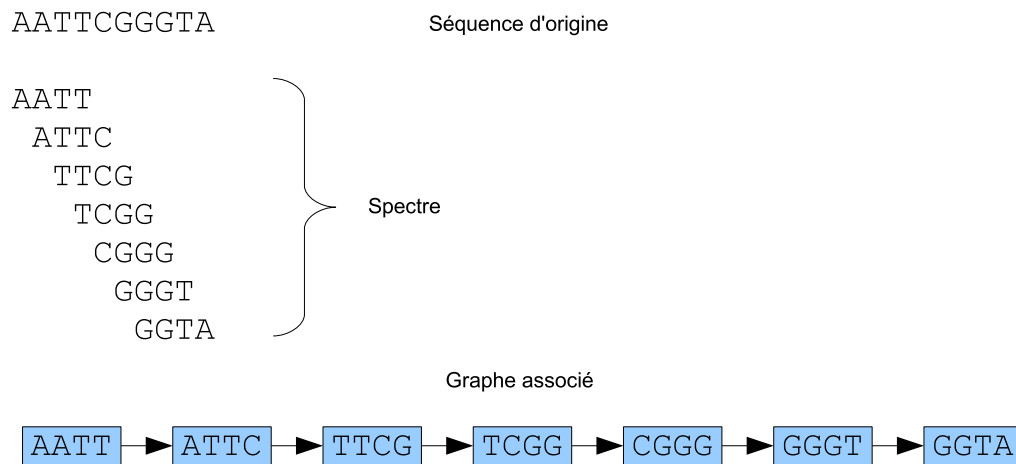 AATTCGGGTA Séquence d'origine
AATT
ATTC
TTCG
TCGG
Spectre
CGGG
GGGT
GGTA
Graphe associé
AATT ATTC TTCG TCGG CGGG GGGT GGTA